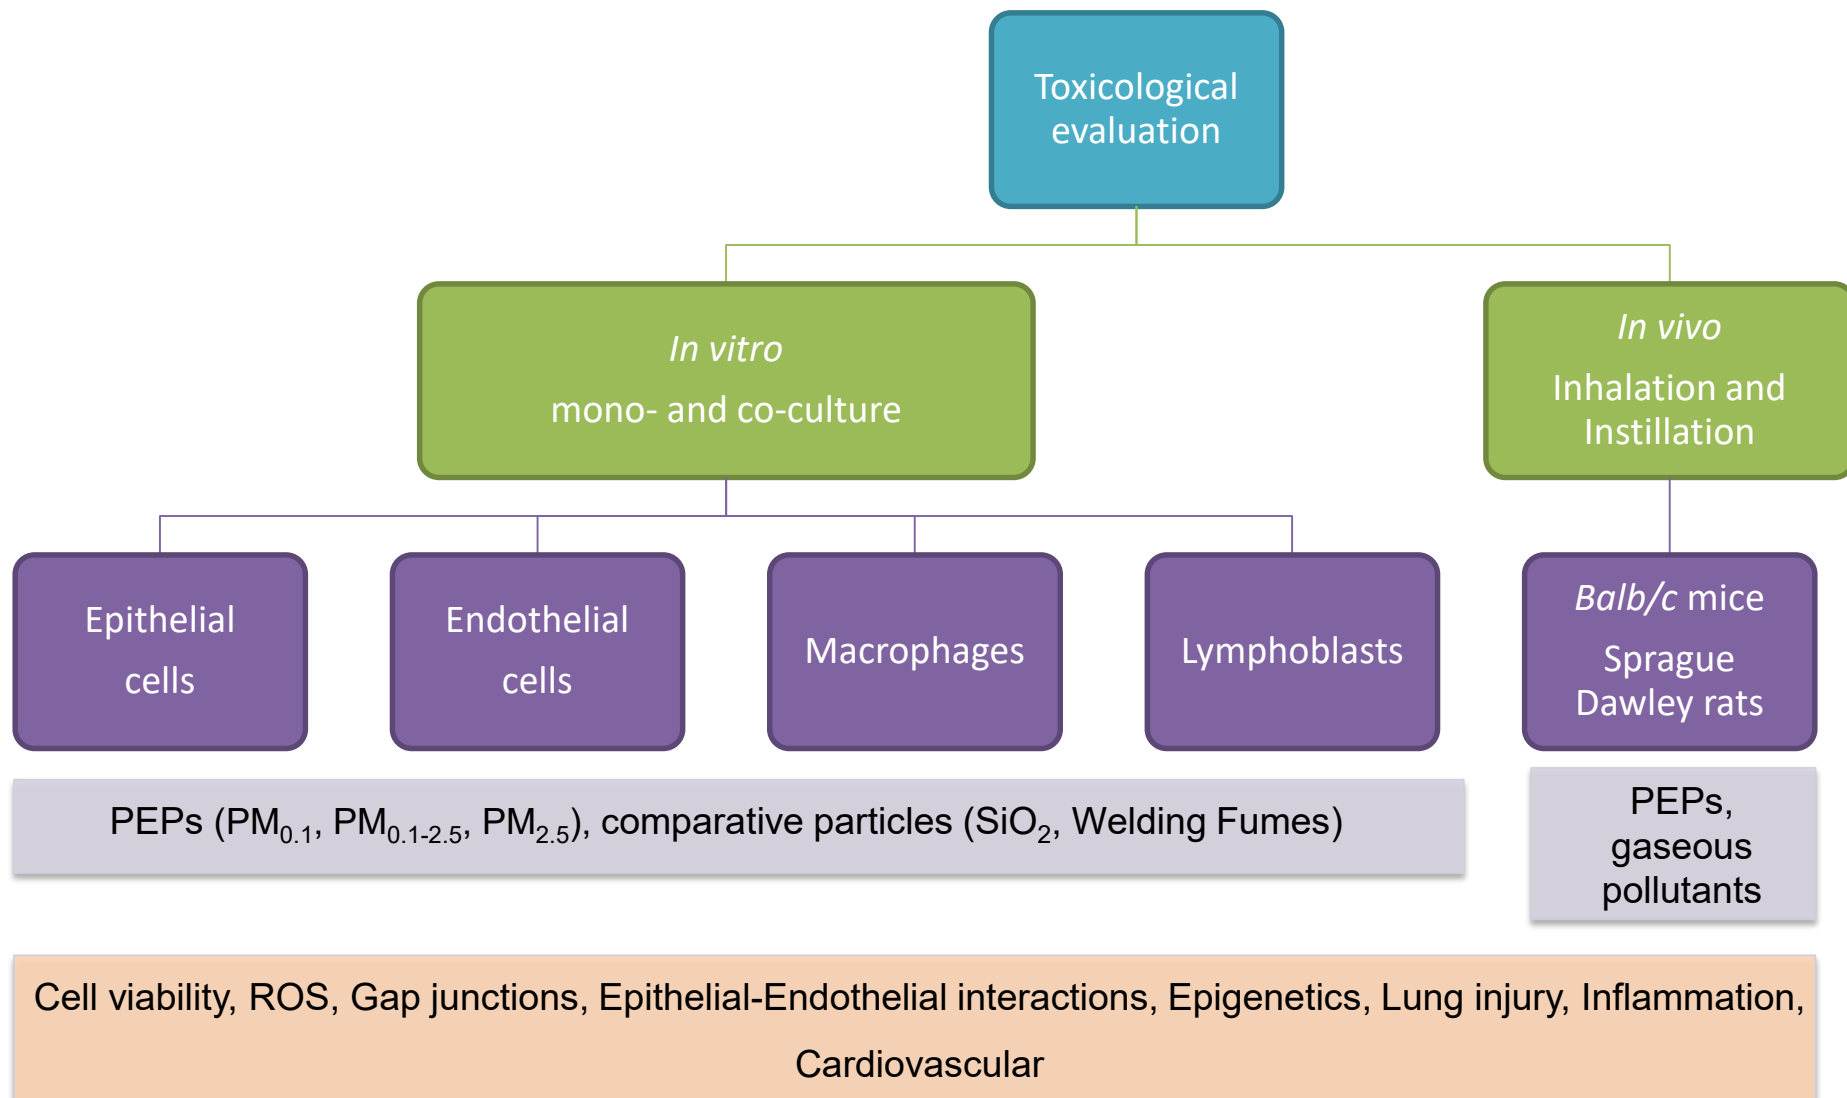 Toxicological
evaluation
In vitro
mono- and co-culture
In vivo
Inhalation and
Instillation
Epithelial
cells
Endothelial
cells
Macrophages
Lymphoblasts
Balb/c mice
Sprague
Dawley rats
PEPs (PM0.1, PM0.1-2.5, PM2.5), comparative particles (SiO2, Welding Fumes)
PEPs,
gaseous
pollutants
Cell viability, ROS, Gap junctions, Epithelial-Endothelial interactions, Epigenetics, Lung injury, Inflammation,
Cardiovascular